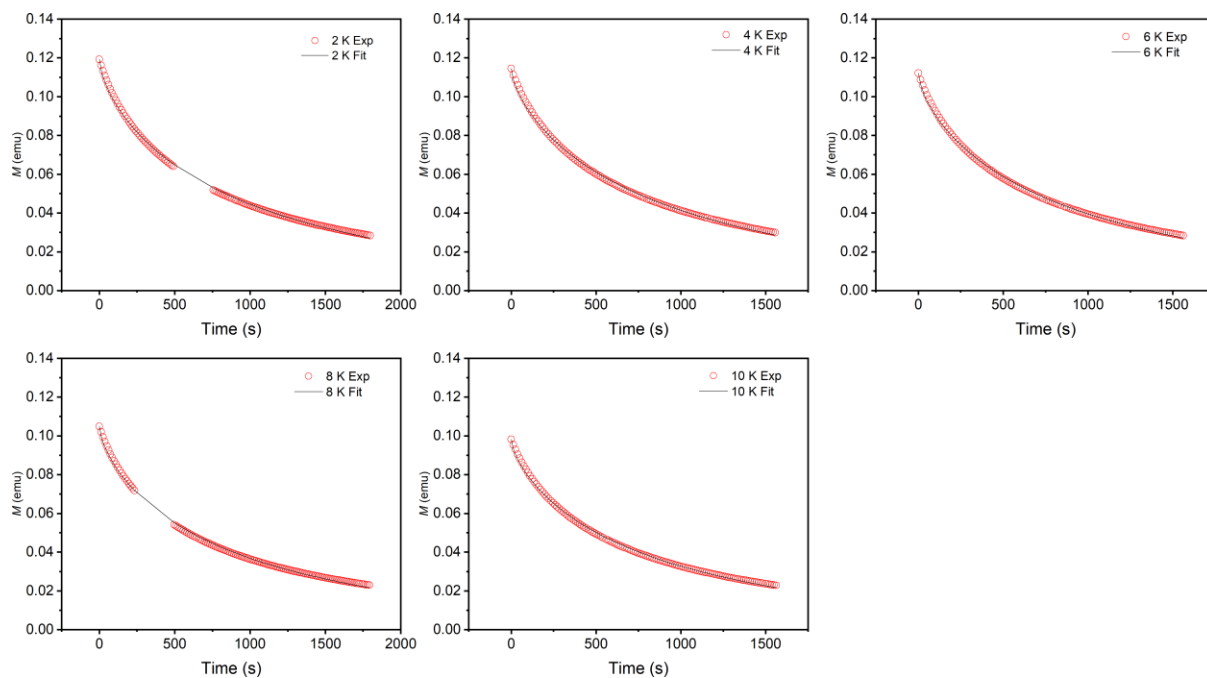 0.14
0.12
0.10
0.08
0.06
0.04
0.02
0.00
M (emu)
2 K Exp
2 K Fit
0 500 1000 1500 2000
Time (s)
0.14
0.12
0.10
0.08
0.06
0.04
0.02
0.00
M (emu)
4 K Exp
4 K Fit
0 500 1000 1500
Time (s)
0.14
0.12
0.10
0.08
0.06
0.04
0.02
0.00
M (emu)
6 K Exp
6 K Fit
0 500 1000 1500
Time (s)
0.14
0.12
0.10
0.08
0.06
0.04
0.02
0.00
M (emu)
8 K Exp
8 K Fit
0 500 1000 1500 2000
Time (s)
0.14
0.12
0.10
0.08
0.06
0.04
0.02
0.00
M (emu)
10 K Exp
10 K Fit
0 500 1000 1500
Time (s)